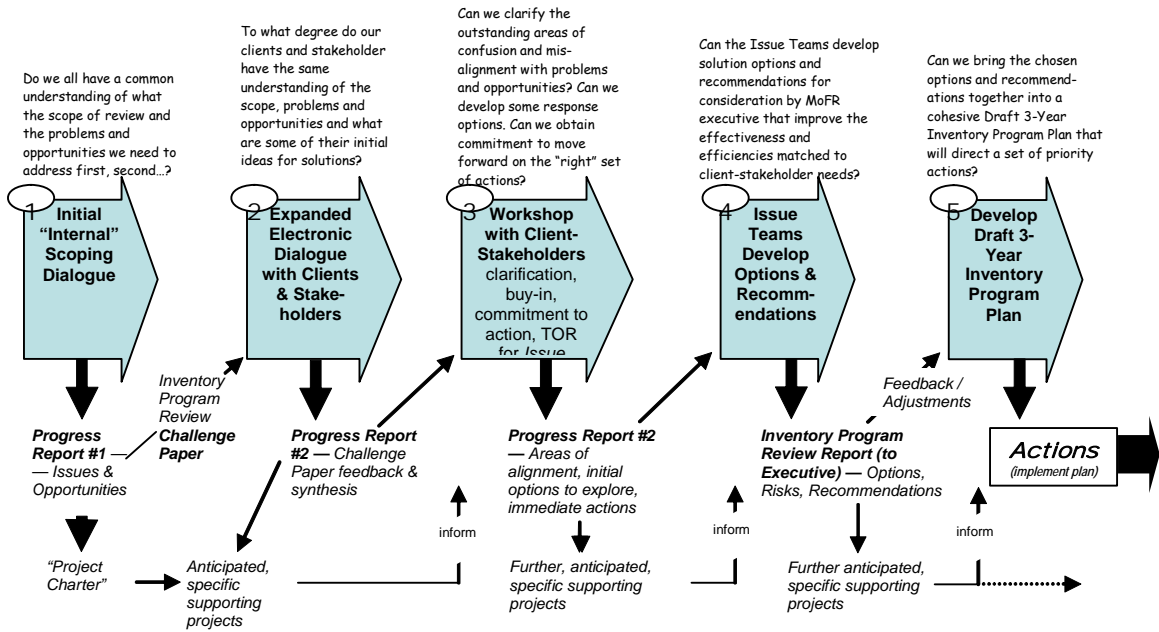 Do we all have a common
understanding of what
the scope of review and
the problems and
opportunities we need to
address first, second…?
To what degree do our
clients and stakeholder
have the same
understanding of the
scope, problems and
opportunities and what
are some of their initial
ideas for solutions?
Can we clarify the
outstanding areas of
confusion and mis-
alignment with problems
and opportunities? Can we
develop some response
options. Can we obtain
commitment to move
forward on the “right” set
of actions?
Can the Issue Teams develop
solution options and
recommendations for
consideration by MoFR
executive that improve the
effectiveness and
efficiencies matched to
client-stakeholder needs?
Can we bring the chosen
options and recommend-
ations together into a
cohesive Draft 3-Year
Inventory Program Plan that
will direct a set of priority
actions?
1
Initial
“Internal”
Scoping
Dialogue
2
Expanded
Electronic
Dialogue
with Clients
& Stake-
holders
3
Workshop
with Client-
Stakeholders
clarification,
buy-in,
commitment to
action, TOR
for Issue
4
Issue
Teams
Develop
Options &
Recomm-
endations
5
Develop
Draft 3-
Year
Inventory
Program
Plan
Inventory
Program
Review
Challenge
Paper
Feedback /
Adjustments
Progress
Report #1 —
— Issues &
Opportunities
Progress Report
#2 — Challenge
Paper feedback &
synthesis
Progress Report #2
— Areas of
alignment, initial
options to explore,
immediate actions
Inventory Program
Review Report (to
Executive) — Options,
Risks, Recommendations
Actions
(implement plan)
inform
inform
inform
“Project
Charter”
Anticipated,
specific
supporting
projects
Further, anticipated,
specific supporting
projects
Further anticipated,
specific supporting
projects